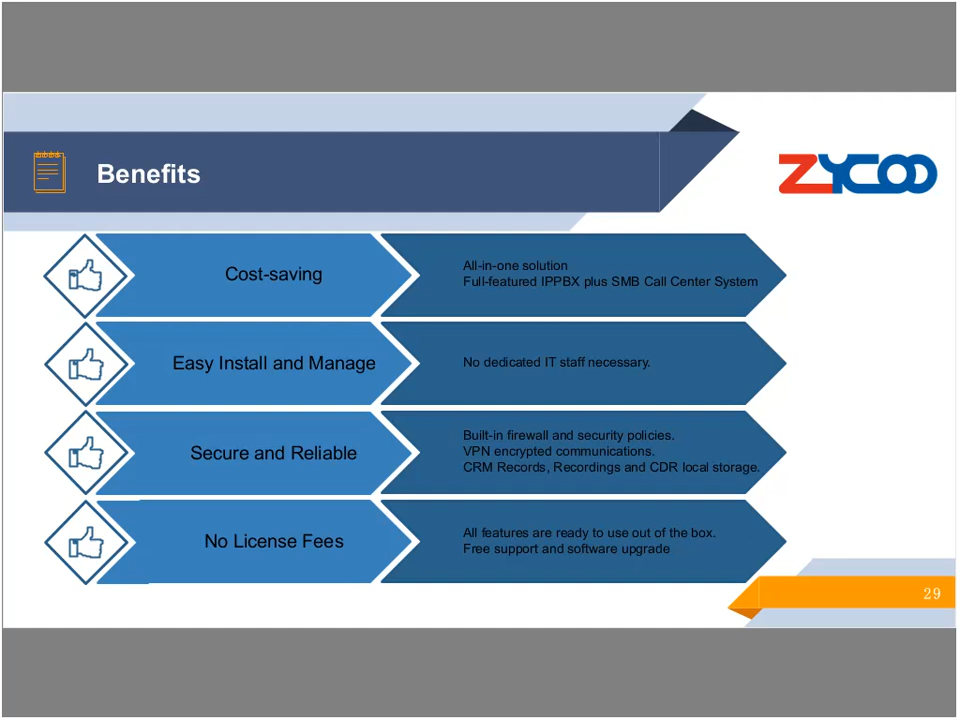 Benefits
ZYCOO
Cost-saving
All-in-one solution
Full-featured IPPBX plus SMB Call Center System
Easy Install and Manage
No dedicated IT staff necessary.
Secure and Reliable
Built-in firewall and security policies.
VPN encrypted communications.
CRM Records, Recordings and CDR local storage.
No License Fees
All features are ready to use out of the box.
Free support and software upgrade
29